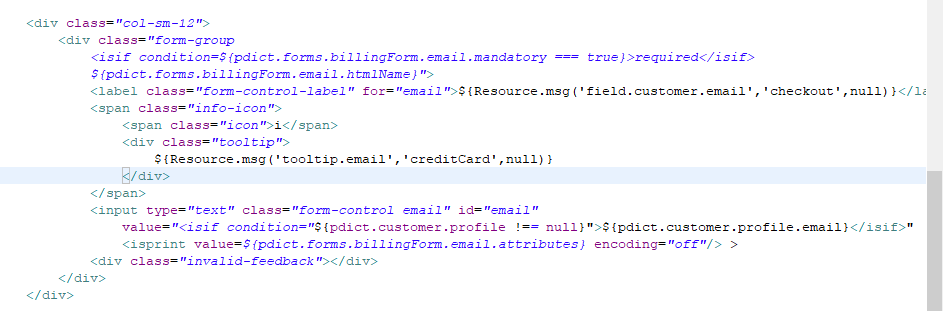 <div class="col-sm-12">
<div class="form-group
<isif condition=${pdict.forms.billingForm.email.mandatory === true}>required</isif>
${pdict.forms.billingForm.email.htmlName}">
<label class="form-control-label" for="email">${Resource.msg('field.customer.email','checkout',null)}</la
<span class="info-icon">
<span class="icon">i</span>
<div class="tooltip">
${Resource.msg('tooltip.email','creditCard',null)}
</div>
</span>
<input type="text" class="form-control email" id="email"
value="<isif condition="${pdict.customer.profile !== null}">${pdict.customer.profile.email}</isif>"
<isprint value=${pdict.forms.billingForm.email.attributes} encoding="off"/> >
<div class="invalid-feedback"></div>
</div>
</div>